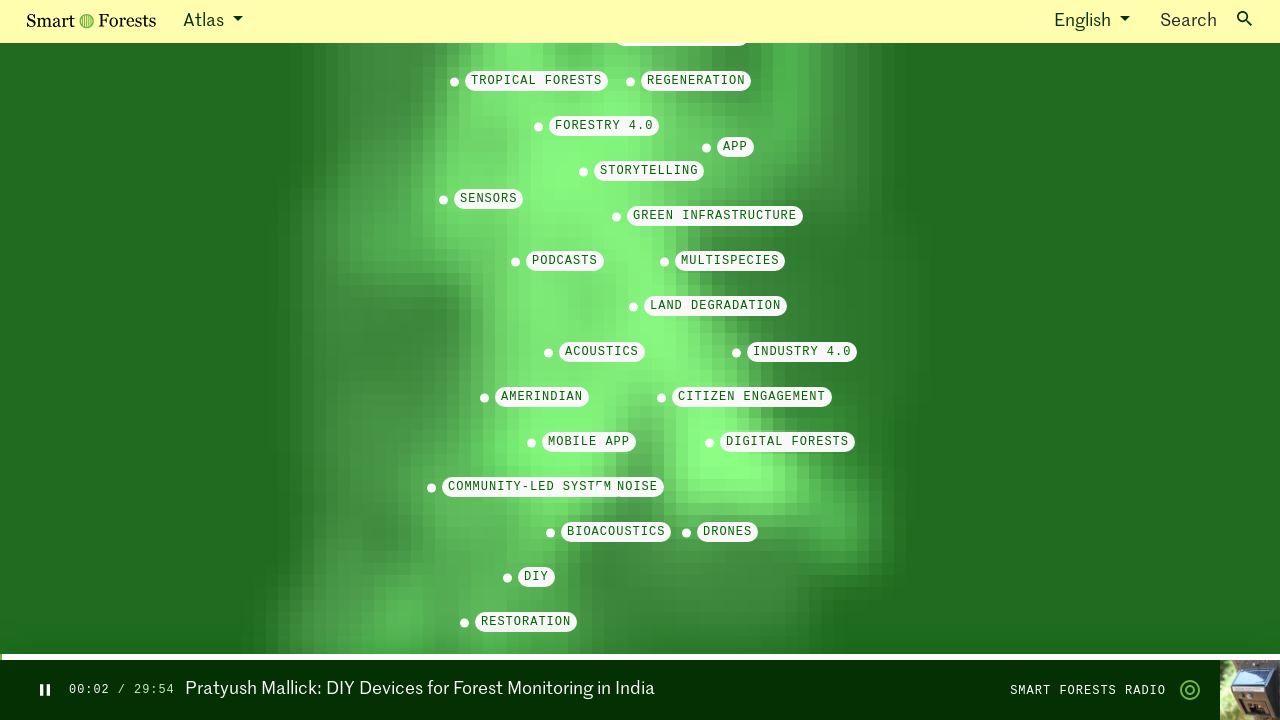 Smart Forests Atlas English Search
TROPICAL FORESTS REGENERATION
FORESTRY 4.0
APP
STORYTELLING
SENSORS
GREEN INFRASTRUCTURE
PODCASTS MULTISPECIES
LAND DEGRADATION
ACOUSTICS INDUSTRY 4.0
AMERINDIAN CITIZEN ENGAGEMENT
MOBILE APP DIGITAL FORESTS
COMMUNITY-LED SYSTEM NOISE
BIOACOUSTICS DRONES
DIY
RESTORATION
00:02 / 29:54 Pratyush Mallick: DIY Devices for Forest Monitoring in India SMART FORESTS RADIO